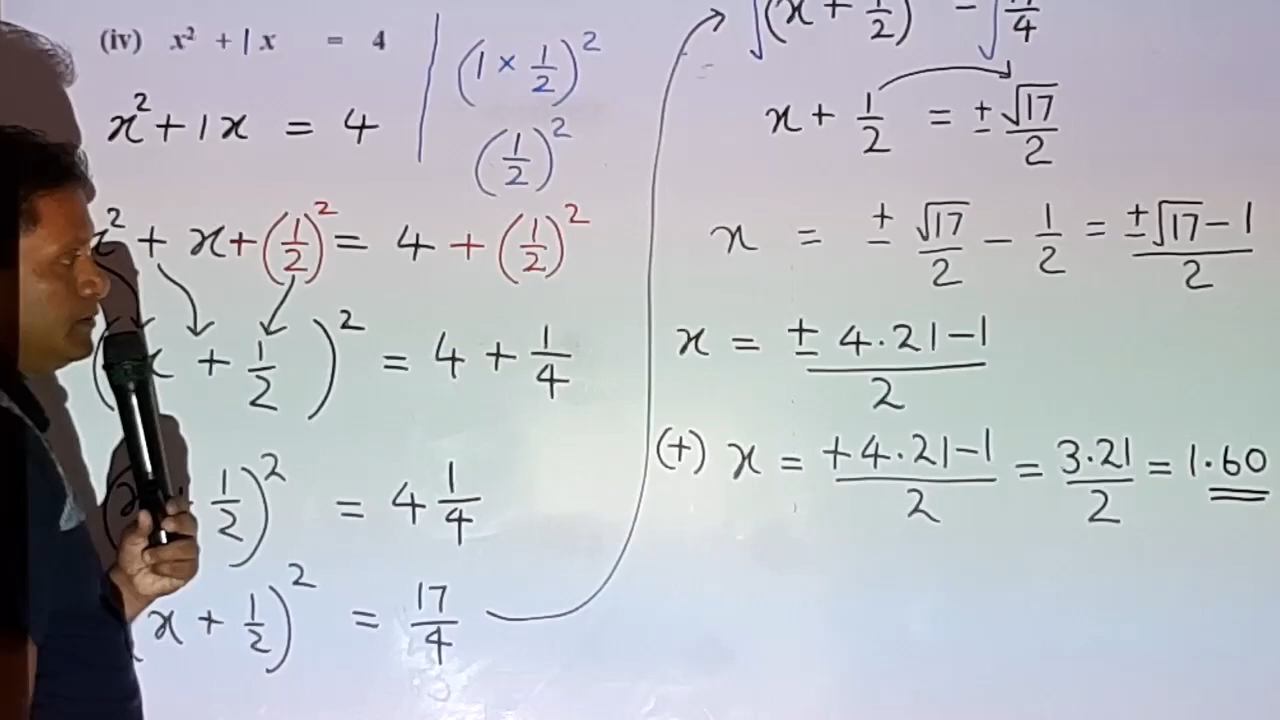 (iv) x² + 1x = 4
x² + 1x = 4
(1 × 1/2)²
(1/2)²
x² + x + (1/2)² = 4 + (1/2)²
(x + 1/2)² = 4 + 1/4
1/2)² = 4 1/4
x + 1/2)² = 17/4
√(x + 1/2) = √17/4
x + 1/2 = ± √17/2
x = ± √17/2 − 1/2 = ±√17 − 1/2
x = ± 4.21 − 1/2
(+) x = +4.21 − 1/2 = 3.21/2 = 1.60